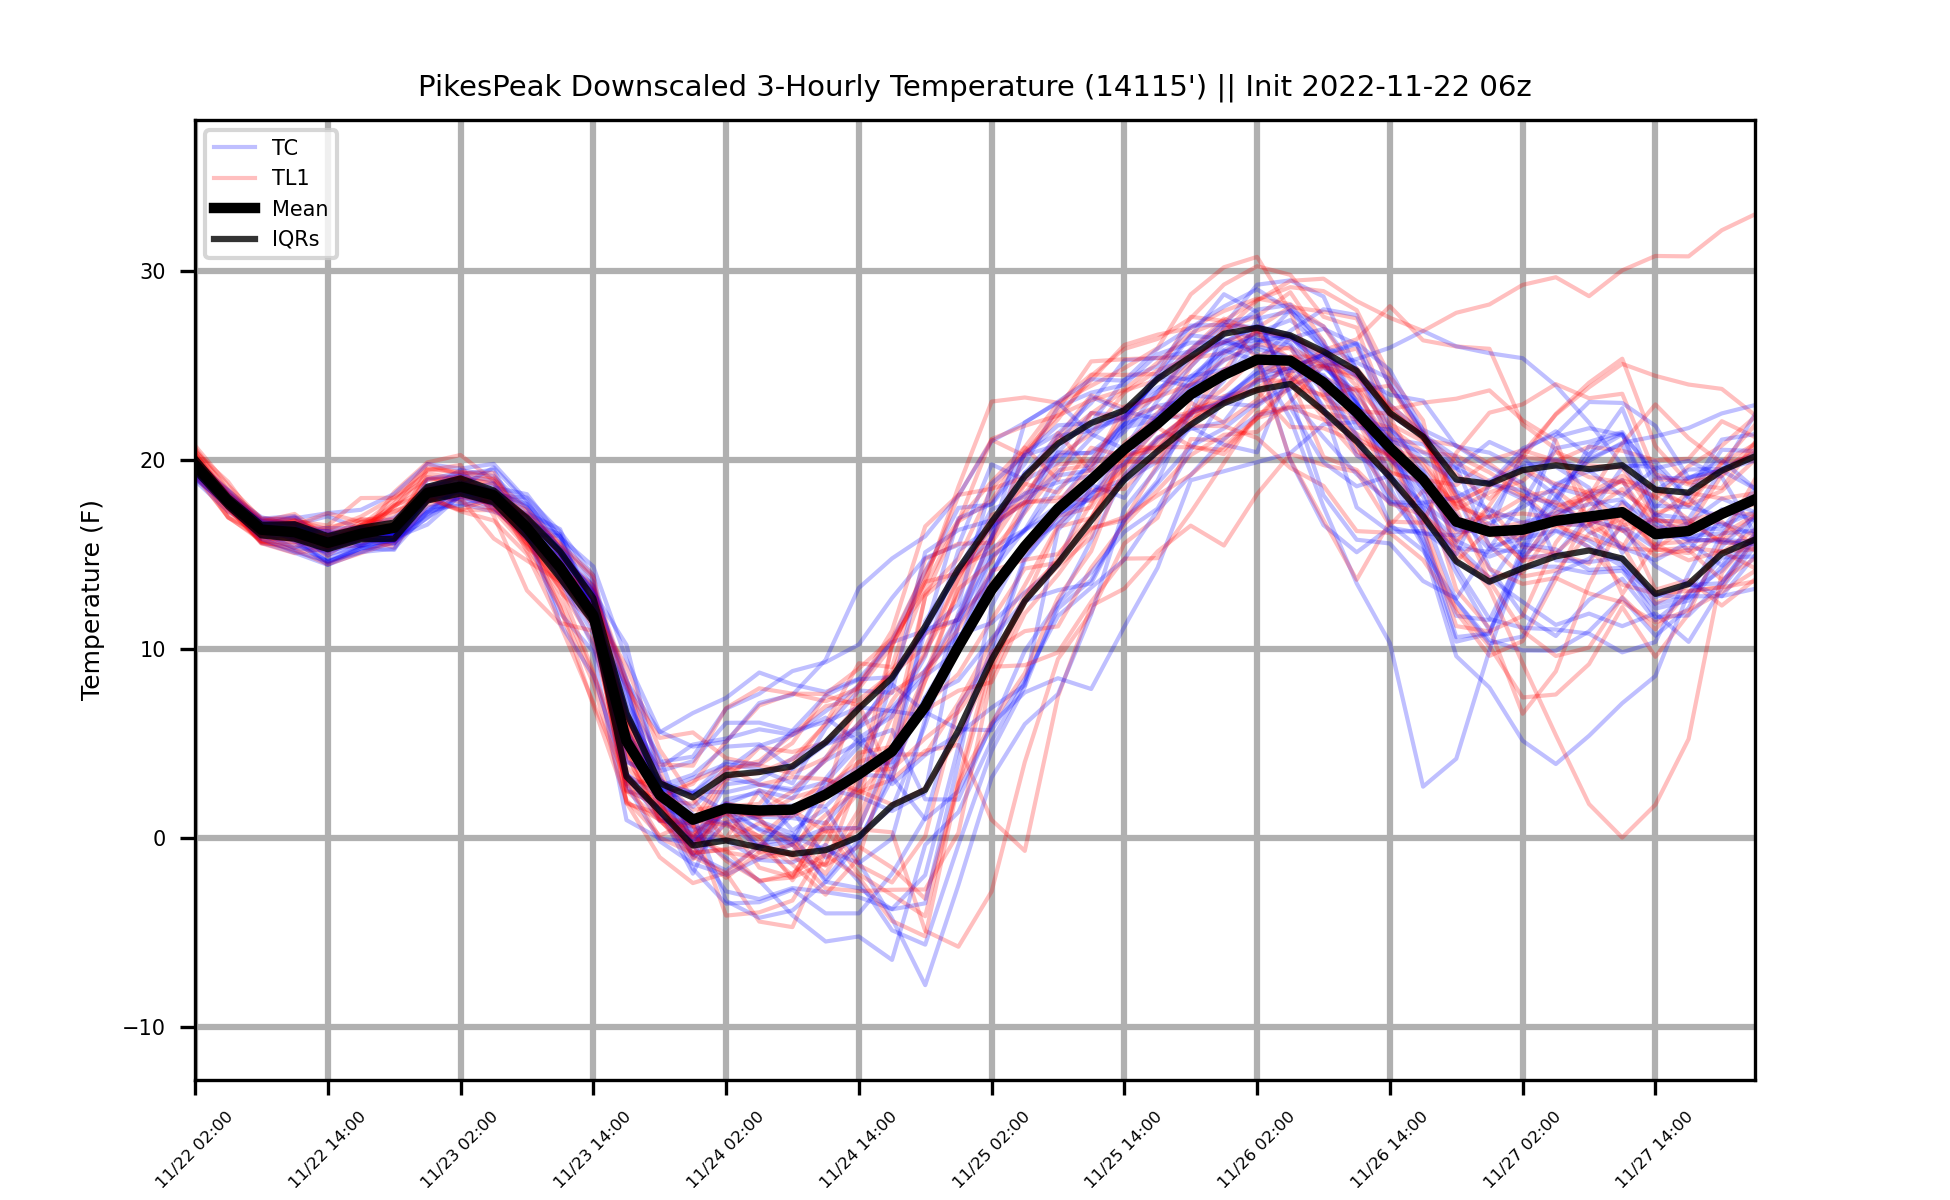 PikesPeak Downscaled 3-Hourly Temperature (14115') || Init 2022-11-22 06z
TC
TL1
Mean
IQRs
Temperature (F)
30
20
10
0
−10
11/22 02:00
11/22 14:00
11/23 02:00
11/23 14:00
11/24 02:00
11/24 14:00
11/25 02:00
11/25 14:00
11/26 02:00
11/26 14:00
11/27 02:00
11/27 14:00